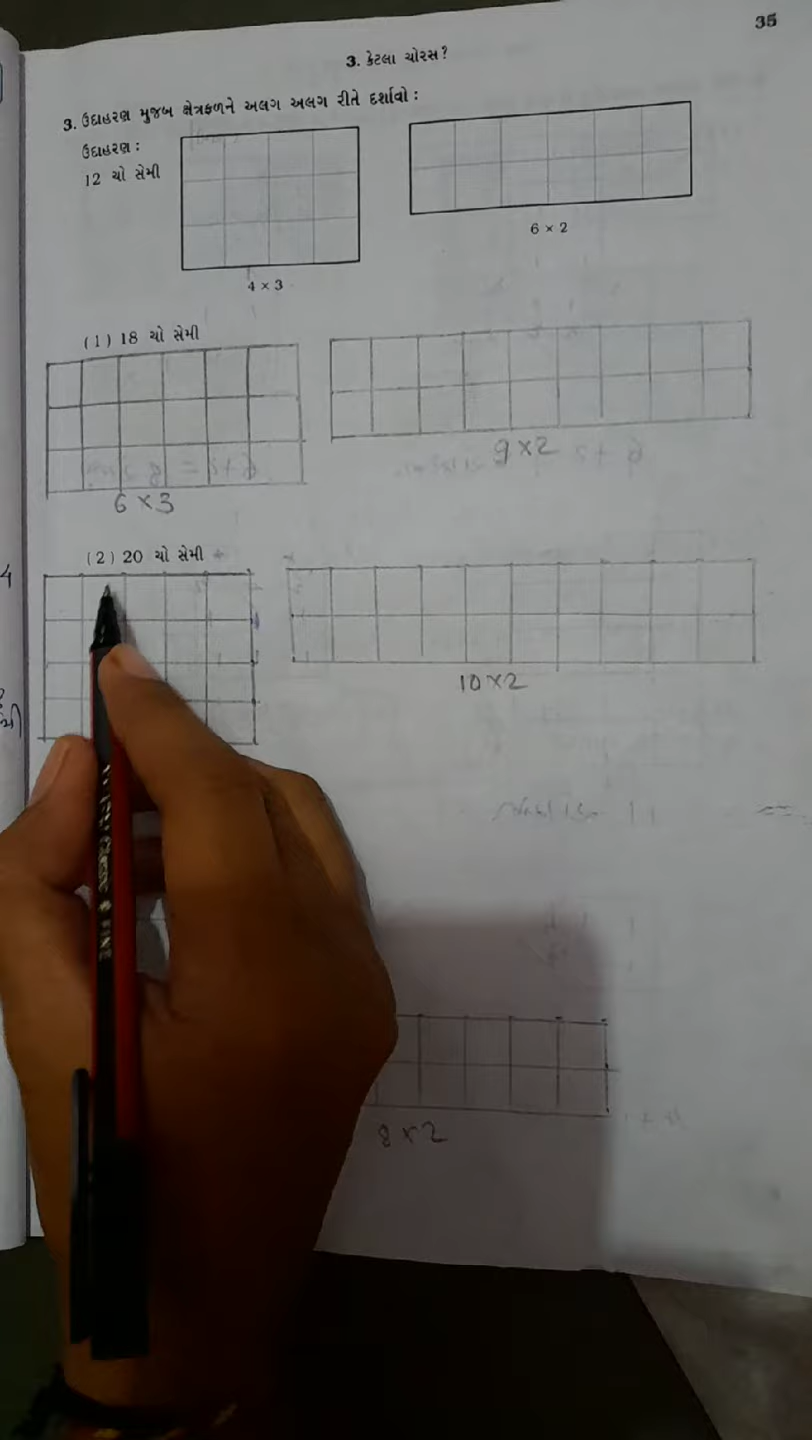 35
3. કેટલા ચોરસ?
3. ઉદાહરણ મુજબ ક્ષેત્રફળને અલગ અલગ રીતે દર્શાવો :
ઉદાહરણ :
12 ચો સેમી
4 × 3
6 × 2
(1) 18 ચો સેમી
6 × 3
9 × 2
(2) 20 ચો સેમી
10 × 2
8 × 2
FINE